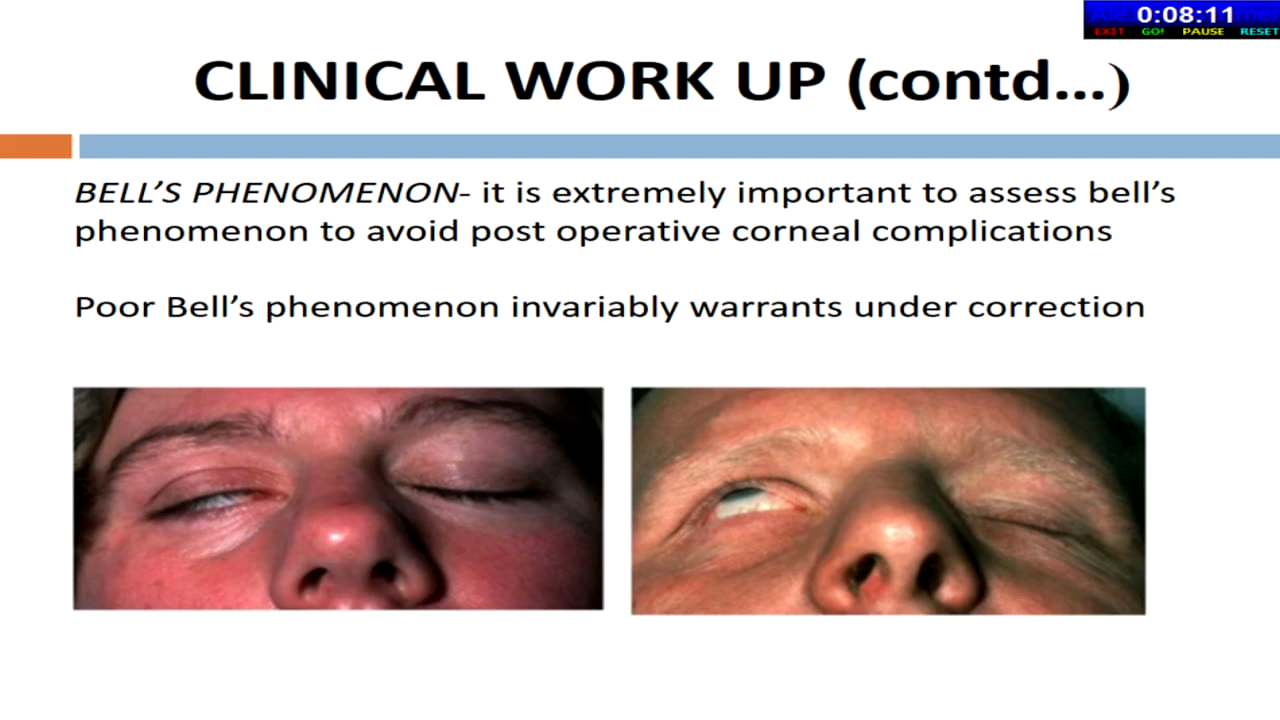 0:08:11
EXIT GO! PAUSE RESET
CLINICAL WORK UP (contd...)
BELL'S PHENOMENON- it is extremely important to assess bell's
phenomenon to avoid post operative corneal complications
Poor Bell's phenomenon invariably warrants under correction